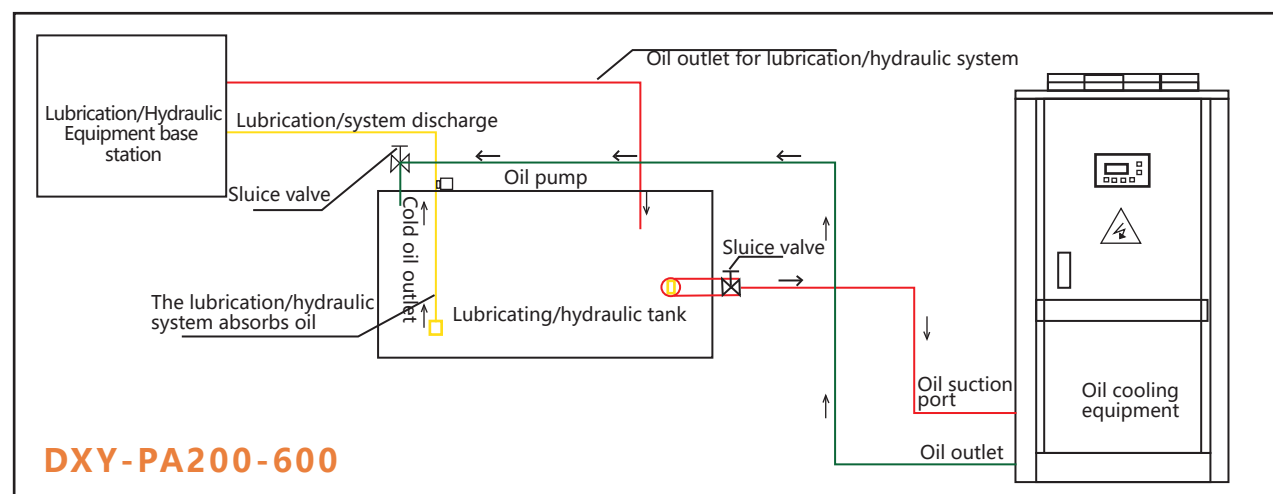 Oil outlet for lubrication/hydraulic system
Lubrication/Hydraulic
Equipment base
station
Lubrication/system discharge
Sluice valve
Oil pump
Cold oil outlet
Sluice valve
The lubrication/hydraulic
system absorbs oil
Lubricating/hydraulic tank
Oil suction
port
Oil cooling
equipment
Oil outlet
DXY-PA200-600